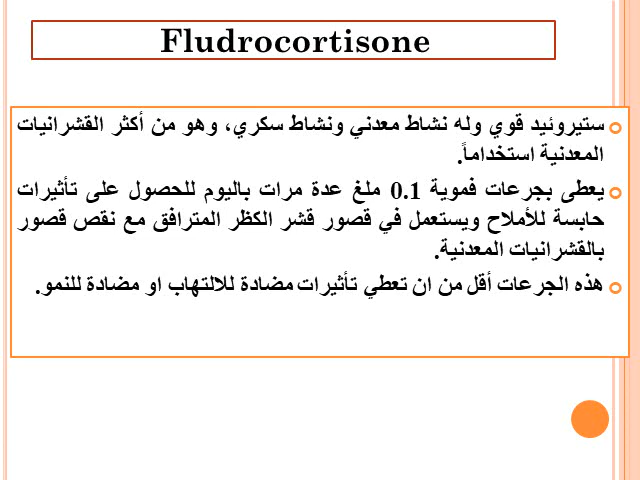 Fludrocortisone
ستيروئيد قوي وله نشاط معدني ونشاط سكري، وهو من أكثر القشرانيات
المعدنية استخداماً.
يعطى بجرعات فموية 0.1 ملغ عدة مرات باليوم للحصول على تأثيرات
حابسة للأملاح ويستعمل في قصور قشر الكظر المترافق مع نقص قصور
بالقشرانيات المعدنية.
هذه الجرعات أقل من ان تعطي تأثيرات مضادة للالتهاب او مضادة للنمو.